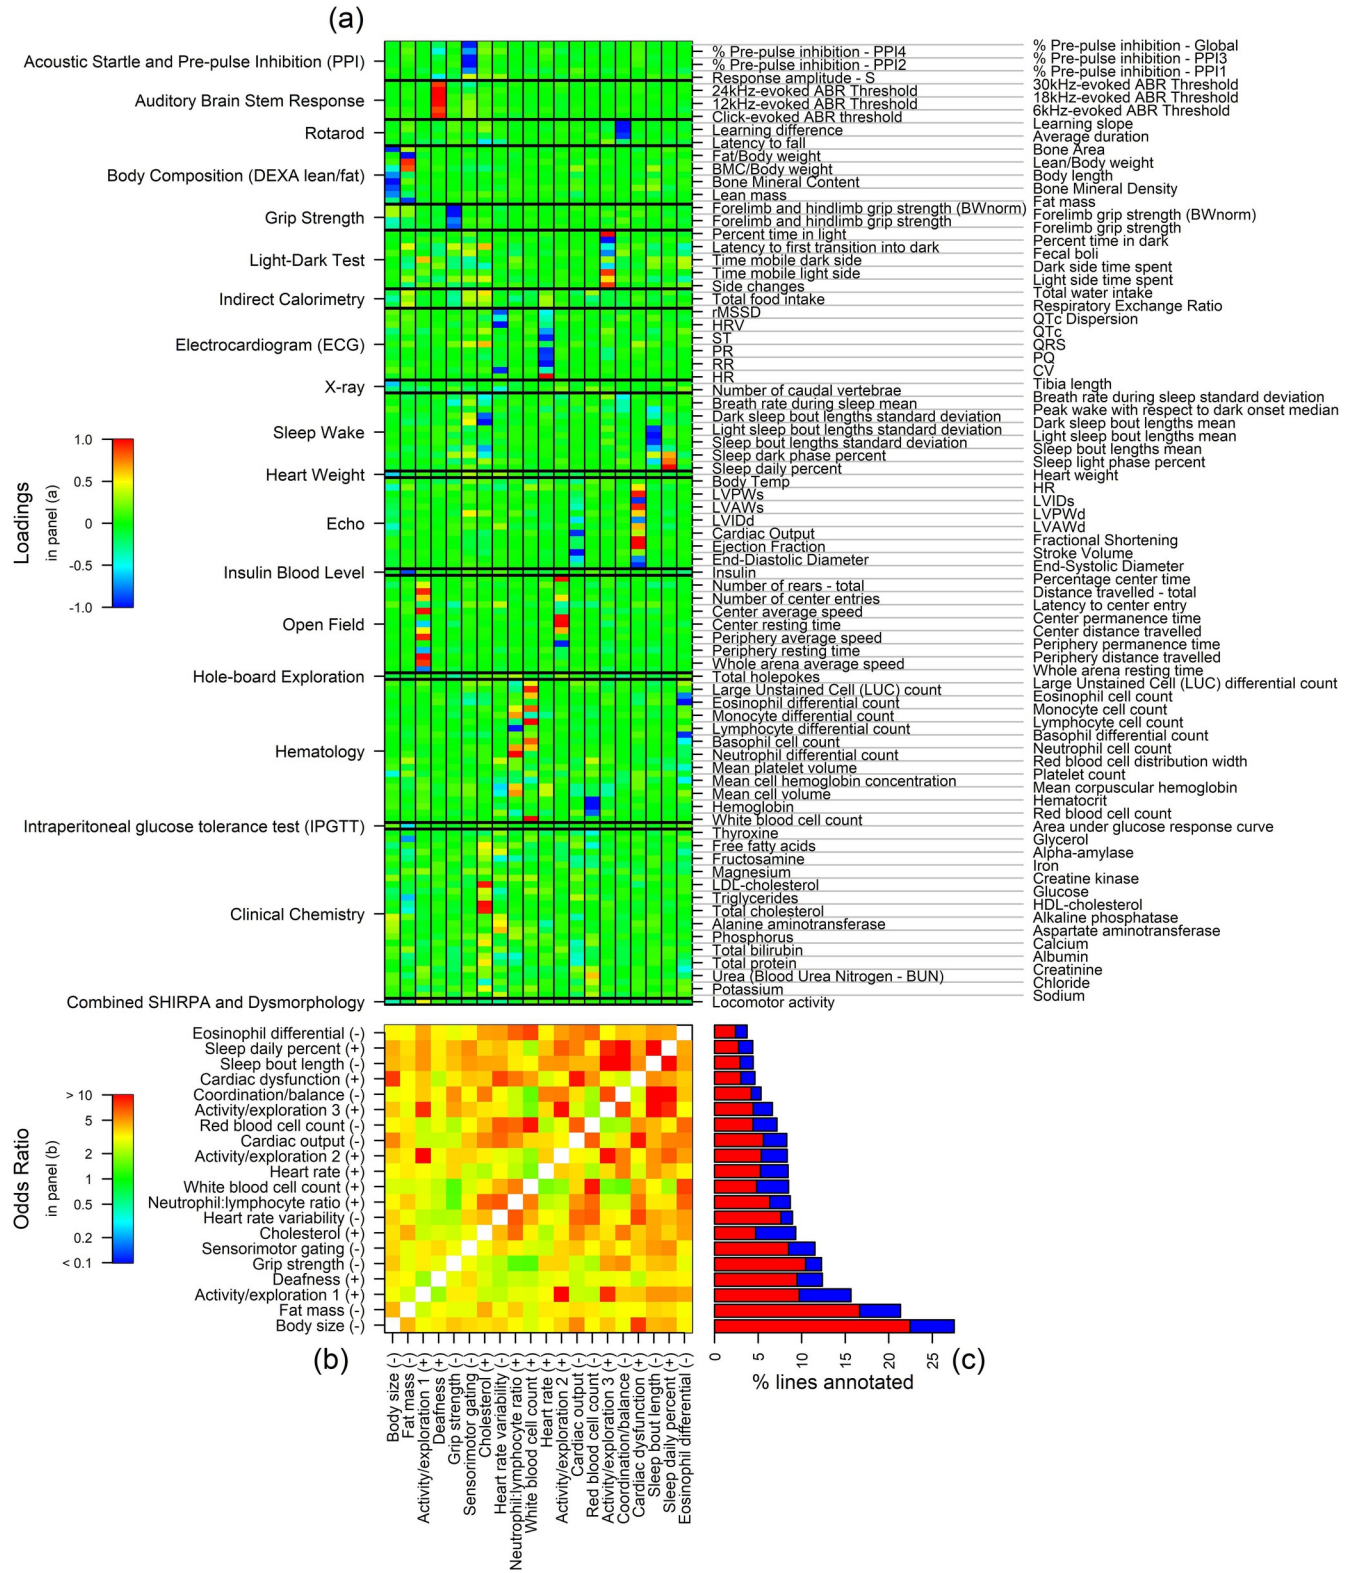 (a)
Acoustic Startle and Pre-pulse Inhibition (PPI)
Auditory Brain Stem Response
Rotarod
Body Composition (DEXA lean/fat)
Grip Strength
Light-Dark Test
Indirect Calorimetry
Electrocardiogram (ECG)
X-ray
Sleep Wake
Heart Weight
Echo
Insulin Blood Level
Open Field
Hole-board Exploration
Hematology
Intraperitoneal glucose tolerance test (IPGTT)
Clinical Chemistry
Combined SHIRPA and Dysmorphology
Loadings
in panel (a)
1.0
0.5
0
-0.5
-1.0
% Pre-pulse inhibition - PPI4
% Pre-pulse inhibition - PPI2
Response amplitude - S
24kHz-evoked ABR Threshold
12kHz-evoked ABR Threshold
Click-evoked ABR threshold
Learning difference
Latency to fall
Fat/Body weight
BMC/Body weight
Bone Mineral Content
Lean mass
Forelimb and hindlimb grip strength (BWnorm)
Forelimb and hindlimb grip strength
Percent time in light
Latency to first transition into dark
Time mobile dark side
Time mobile light side
Side changes
Total food intake
rMSSD
HRV
ST
PR
RR
HR
Number of caudal vertebrae
Breath rate during sleep mean
Dark sleep bout lengths standard deviation
Light sleep bout lengths standard deviation
Sleep bout lengths standard deviation
Sleep dark phase percent
Sleep daily percent
Body Temp
LVPWs
LVAWs
LVIDd
Cardiac Output
Ejection Fraction
End-Diastolic Diameter
Insulin
Number of rears - total
Number of center entries
Center average speed
Center resting time
Periphery average speed
Periphery resting time
Whole arena average speed
Total holepokes
Large Unstained Cell (LUC) count
Eosinophil differential count
Monocyte differential count
Lymphocyte differential count
Basophil cell count
Neutrophil differential count
Mean platelet volume
Mean cell hemoglobin concentration
Mean cell volume
Hemoglobin
White blood cell count
Thyroxine
Free fatty acids
Fructosamine
Magnesium
LDL-cholesterol
Triglycerides
Total cholesterol
Alanine aminotransferase
Phosphorus
Total bilirubin
Total protein
Urea (Blood Urea Nitrogen - BUN)
Potassium
Locomotor activity
% Pre-pulse inhibition - Global
% Pre-pulse inhibition - PPI3
% Pre-pulse inhibition - PPI1
30kHz-evoked ABR Threshold
18kHz-evoked ABR Threshold
6kHz-evoked ABR Threshold
Learning slope
Average duration
Bone Area
Lean/Body weight
Body length
Bone Mineral Density
Fat mass
Forelimb grip strength (BWnorm)
Forelimb grip strength
Percent time in dark
Fecal boli
Dark side time spent
Light side time spent
Total water intake
Respiratory Exchange Ratio
QTc Dispersion
QTc
QRS
PQ
CV
Tibia length
Breath rate during sleep standard deviation
Peak wake with respect to dark onset median
Dark sleep bout lengths mean
Light sleep bout lengths mean
Sleep bout lengths mean
Sleep light phase percent
Heart weight
HR
LVIDs
LVPWd
LVAWd
Fractional Shortening
Stroke Volume
End-Systolic Diameter
Percentage center time
Distance travelled - total
Latency to center entry
Center permanence time
Center distance travelled
Periphery permanence time
Periphery distance travelled
Whole arena resting time
Large Unstained Cell (LUC) differential count
Eosinophil cell count
Monocyte cell count
Lymphocyte cell count
Basophil differential count
Neutrophil cell count
Red blood cell distribution width
Platelet count
Mean corpuscular hemoglobin
Hematocrit
Red blood cell count
Area under glucose response curve
Glycerol
Alpha-amylase
Iron
Creatine kinase
Glucose
HDL-cholesterol
Alkaline phosphatase
Aspartate aminotransferase
Calcium
Albumin
Creatinine
Chloride
Sodium
Odds Ratio
in panel (b)
> 10
5
2
1
0.5
0.2
< 0.1
Eosinophil differential (-)
Sleep daily percent (+)
Sleep bout length (-)
Cardiac dysfunction (+)
Coordination/balance (-)
Activity/exploration 3 (+)
Red blood cell count (-)
Cardiac output (-)
Activity/exploration 2 (+)
Heart rate (+)
White blood cell count (+)
Neutrophil:lymphocyte ratio (+)
Heart rate variability (-)
Cholesterol (+)
Sensorimotor gating (-)
Grip strength (-)
Deafness (+)
Activity/exploration 1 (+)
Fat mass (-)
Body size (-)
(b)
Body size (-)
Fat mass (-)
Activity/exploration 1 (+)
Deafness (+)
Grip strength (-)
Sensorimotor gating (-)
Cholesterol (+)
Heart rate variability (-)
Neutrophil:lymphocyte ratio (+)
White blood cell count (+)
Heart rate (+)
Activity/exploration 2 (+)
Cardiac output (-)
Red blood cell count (-)
Activity/exploration 3 (+)
Coordination/balance (-)
Cardiac dysfunction (+)
Sleep bout length (-)
Sleep daily percent (+)
Eosinophil differential (-)
0
5
10
15
20
25
(c)
% lines annotated